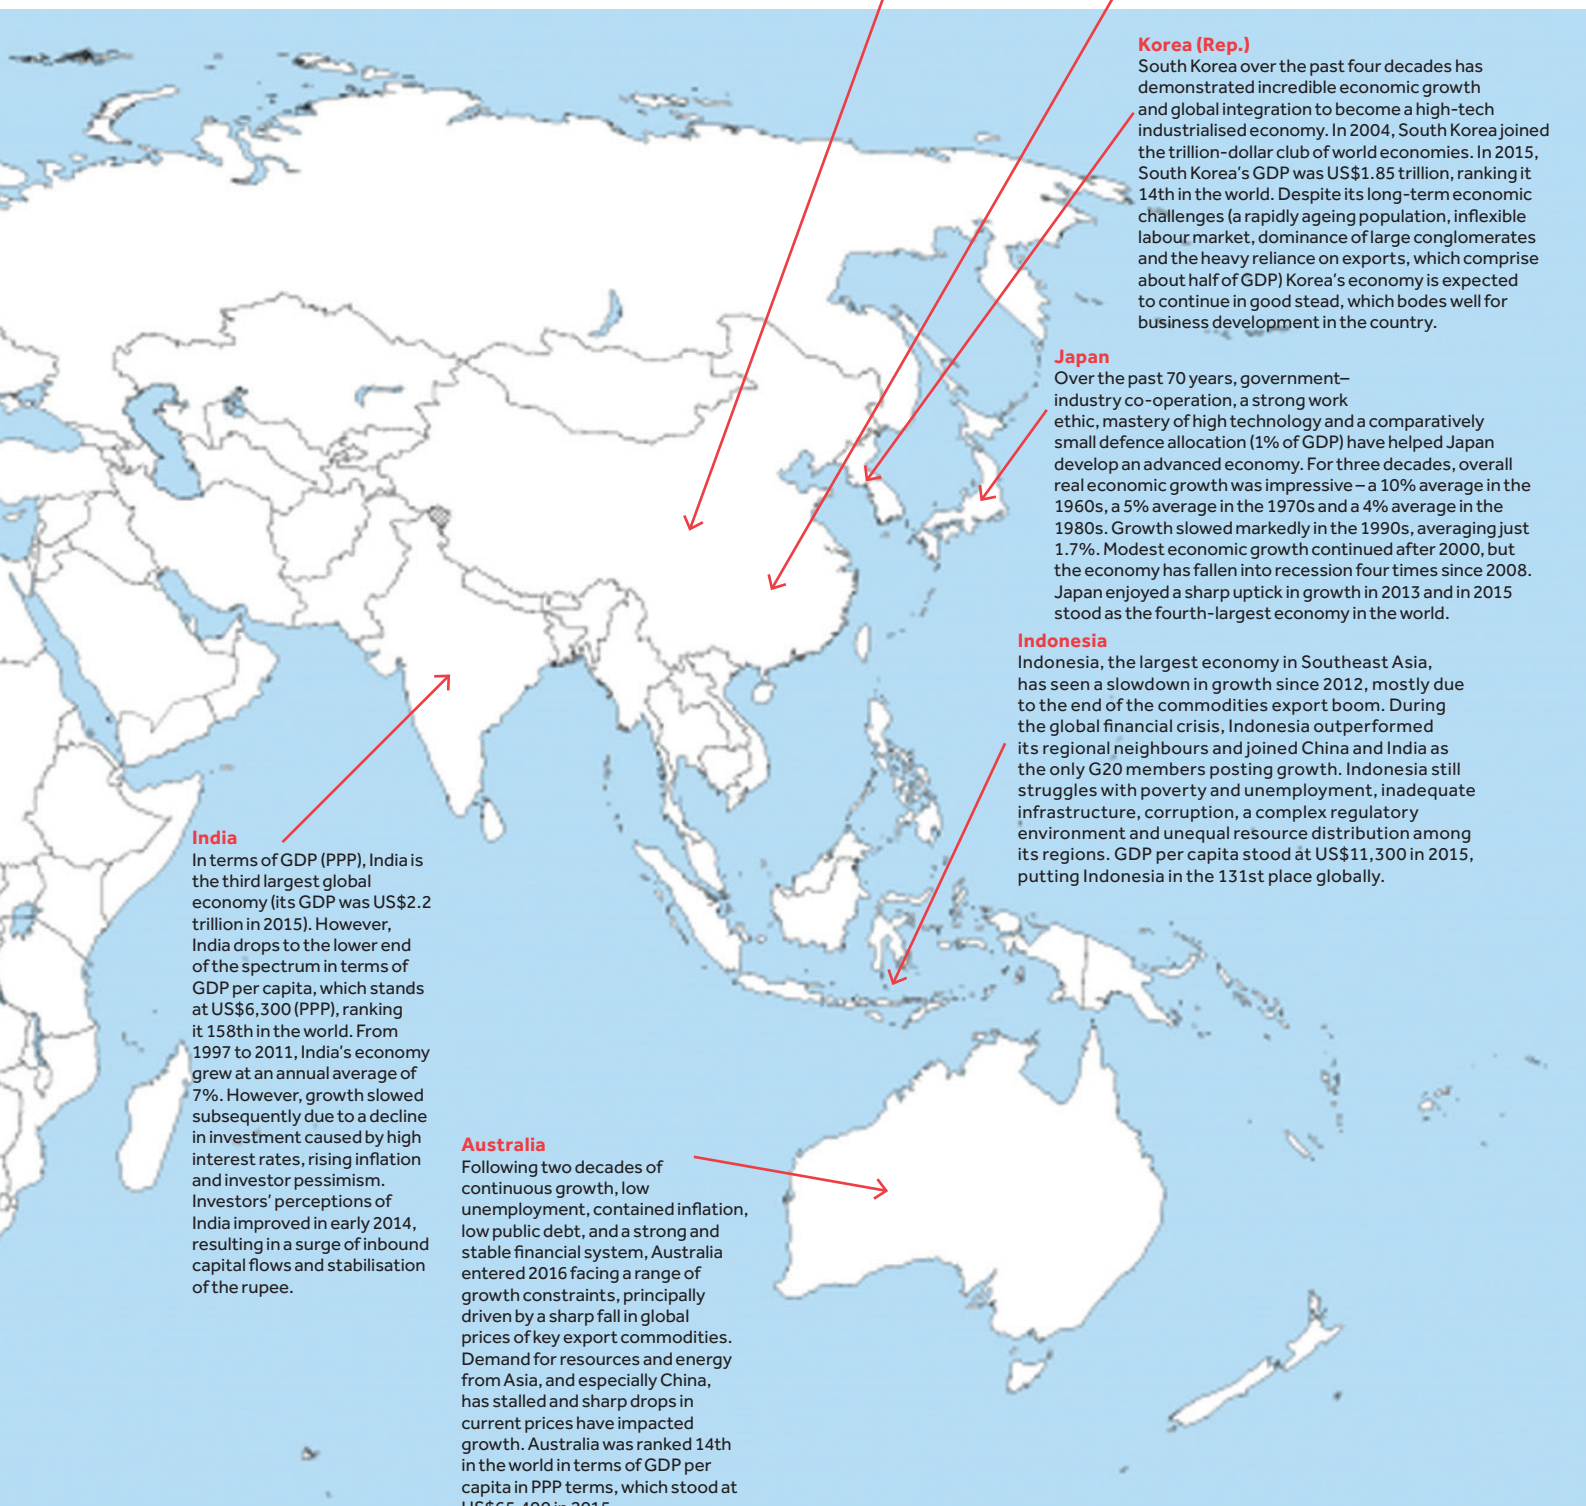 Korea (Rep.)
South Korea over the past four decades has
demonstrated incredible economic growth
and global integration to become a high-tech
industrialised economy. In 2004, South Korea joined
the trillion-dollar club of world economies. In 2015,
South Korea's GDP was US$1.85 trillion, ranking it
14th in the world. Despite its long-term economic
challenges (a rapidly ageing population, inflexible
labour market, dominance of large conglomerates
and the heavy reliance on exports, which comprise
about half of GDP) Korea's economy is expected
to continue in good stead, which bodes well for
business development in the country.
Japan
Over the past 70 years, government–
industry co-operation, a strong work
ethic, mastery of high technology and a comparatively
small defence allocation (1% of GDP) have helped Japan
develop an advanced economy. For three decades, overall
real economic growth was impressive – a 10% average in the
1960s, a 5% average in the 1970s and a 4% average in the
1980s. Growth slowed markedly in the 1990s, averaging just
1.7%. Modest economic growth continued after 2000, but
the economy has fallen into recession four times since 2008.
Japan enjoyed a sharp uptick in growth in 2013 and in 2015
stood as the fourth-largest economy in the world.
Indonesia
Indonesia, the largest economy in Southeast Asia,
has seen a slowdown in growth since 2012, mostly due
to the end of the commodities export boom. During
the global financial crisis, Indonesia outperformed
its regional neighbours and joined China and India as
the only G20 members posting growth. Indonesia still
struggles with poverty and unemployment, inadequate
infrastructure, corruption, a complex regulatory
environment and unequal resource distribution among
its regions. GDP per capita stood at US$11,300 in 2015,
putting Indonesia in the 131st place globally.
India
In terms of GDP (PPP), India is
the third largest global
economy (its GDP was US$2.2
trillion in 2015). However,
India drops to the lower end
of the spectrum in terms of
GDP per capita, which stands
at US$6,300 (PPP), ranking
it 158th in the world. From
1997 to 2011, India's economy
grew at an annual average of
7%. However, growth slowed
subsequently due to a decline
in investment caused by high
interest rates, rising inflation
and investor pessimism.
Investors' perceptions of
India improved in early 2014,
resulting in a surge of inbound
capital flows and stabilisation
of the rupee.
Australia
Following two decades of
continuous growth, low
unemployment, contained inflation,
low public debt, and a strong and
stable financial system, Australia
entered 2016 facing a range of
growth constraints, principally
driven by a sharp fall in global
prices of key export commodities.
Demand for resources and energy
from Asia, and especially China,
has stalled and sharp drops in
current prices have impacted
growth. Australia was ranked 14th
in the world in terms of GDP per
capita in PPP terms, which stood at
in 2015